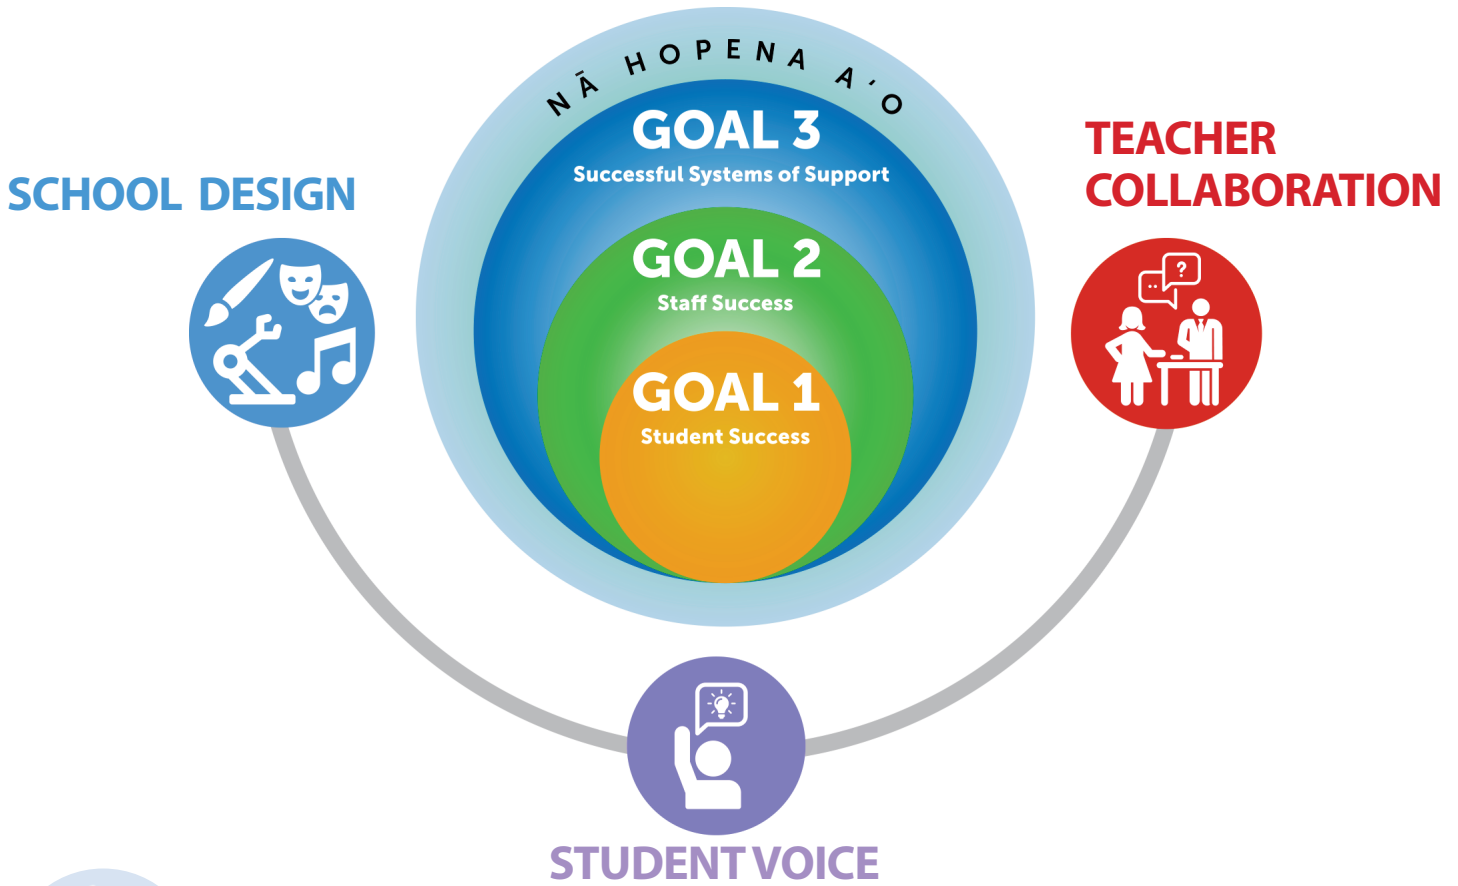 NĀ HOPENA AʻO
GOAL 3
Successful Systems of Support
GOAL 2
Staff Success
GOAL 1
Student Success
SCHOOL DESIGN
TEACHER
COLLABORATION
?
STUDENT VOICE